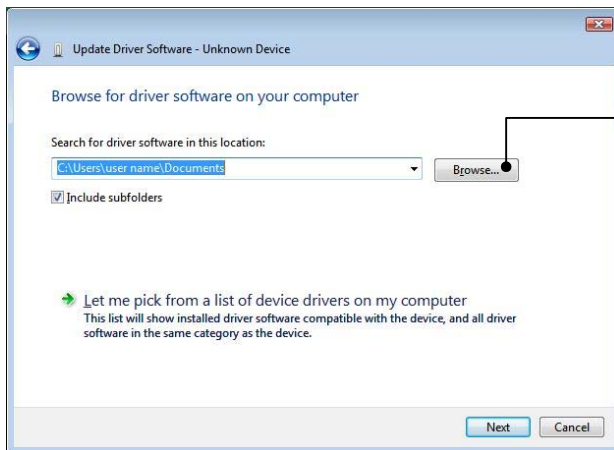 Update Driver Software - Unknown Device
Browse for driver software on your computer
Search for driver software in this location:
C:\Users\user name\Documents
Browse...
Include subfolders
Let me pick from a list of device drivers on my computer
This list will show installed driver software compatible with the device, and all driver
software in the same category as the device.
Next
Cancel